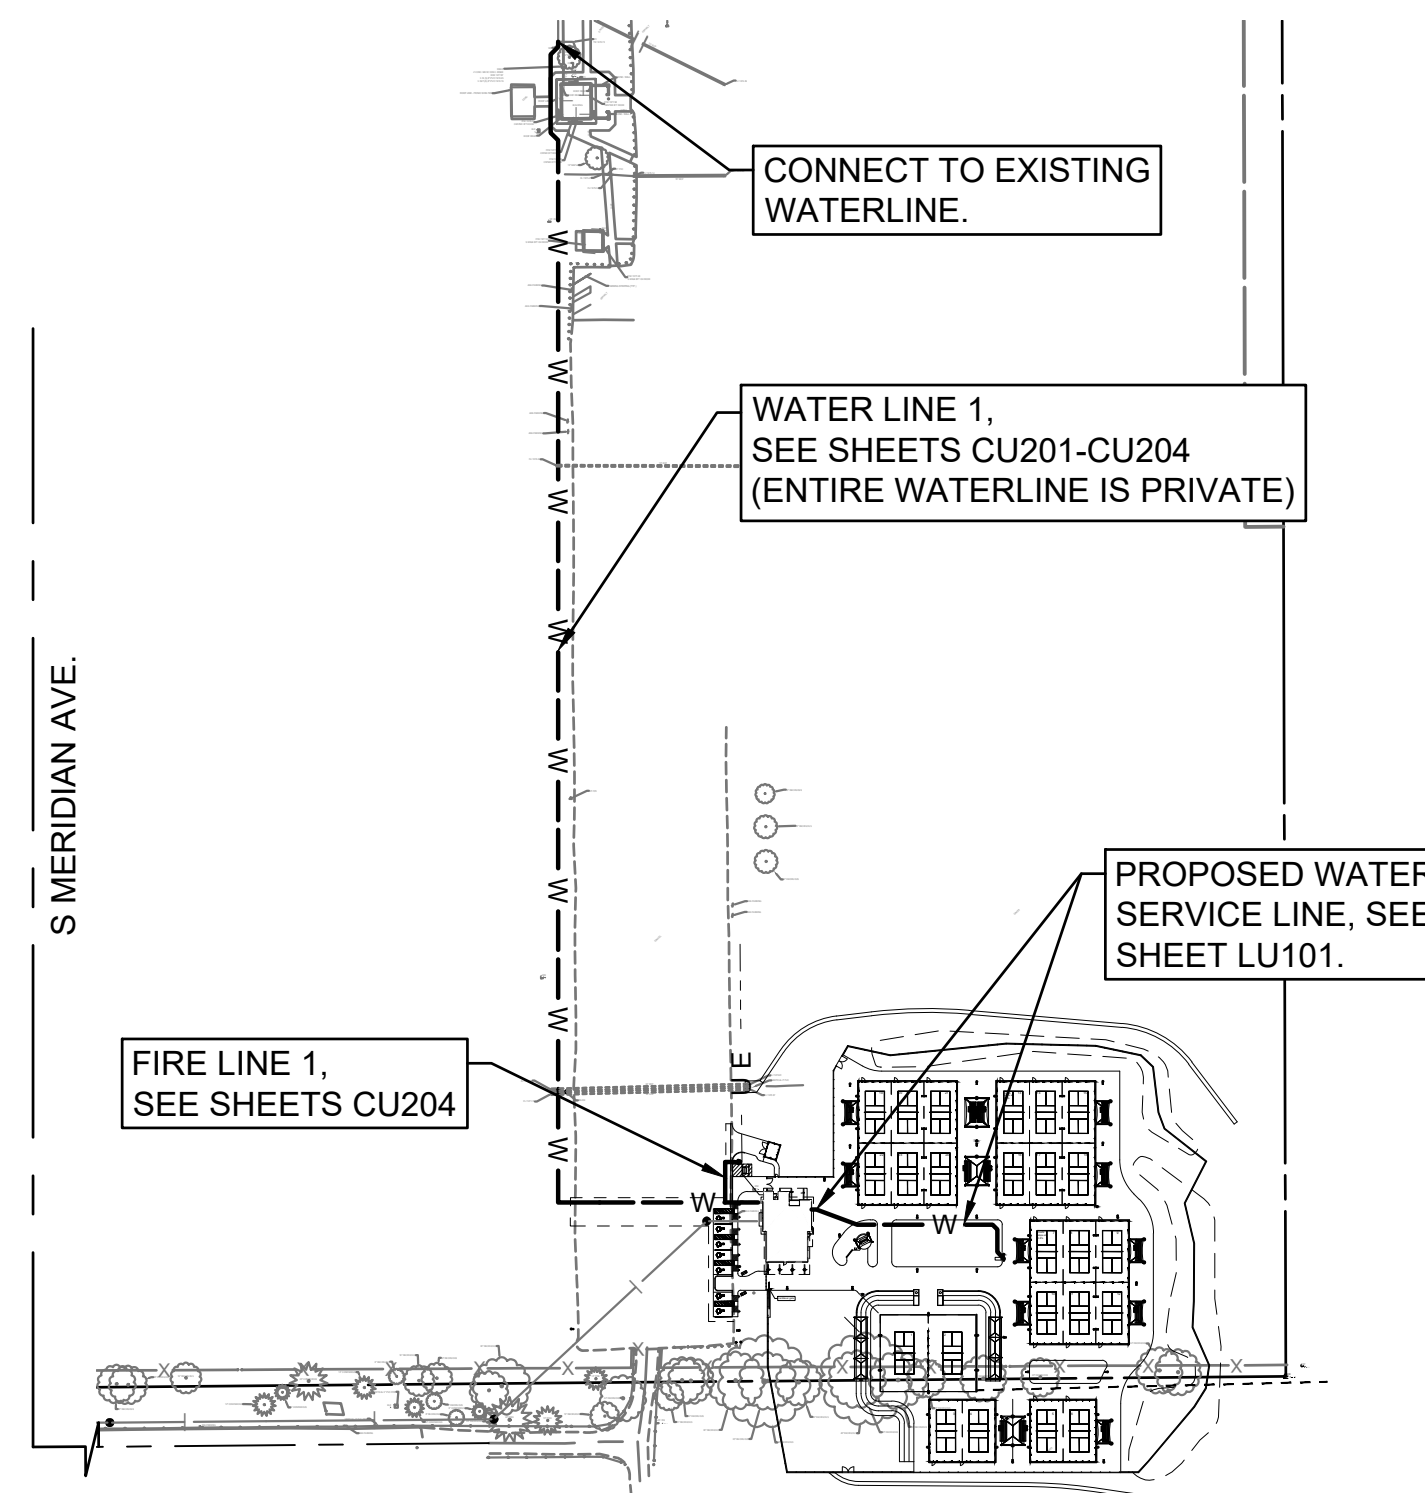 CONNECT TO EXISTING
WATERLINE.
W
W
WATER LINE 1,
SEE SHEETS CU201-CU204
(ENTIRE WATERLINE IS PRIVATE)
W
W
S MERIDIAN AVE.
W
W
PROPOSED WATER
SERVICE LINE, SEE
SHEET LU101.
W
FIRE LINE 1,
SEE SHEETS CU204
E
W
W
W
X
X
X
X
X
X
X
X
X